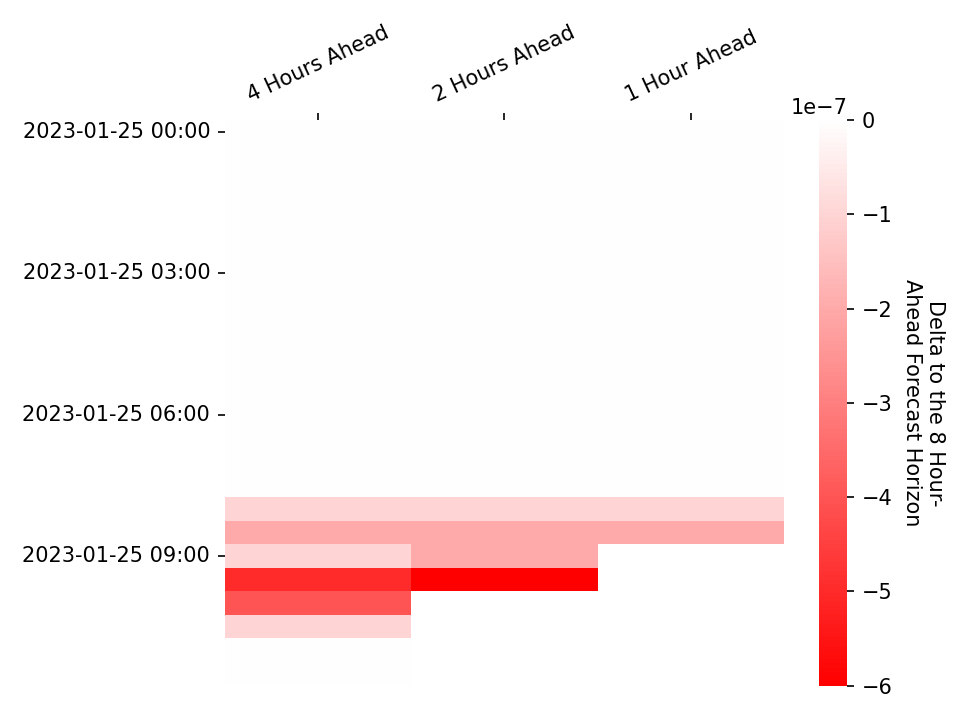 4 Hours Ahead
2 Hours Ahead
1 Hour Ahead
2023-01-25 00:00
2023-01-25 03:00
2023-01-25 06:00
2023-01-25 09:00
1e−7
0
−1
−2
−3
−4
−5
−6
Delta to the 8 Hour-
Ahead Forecast Horizon